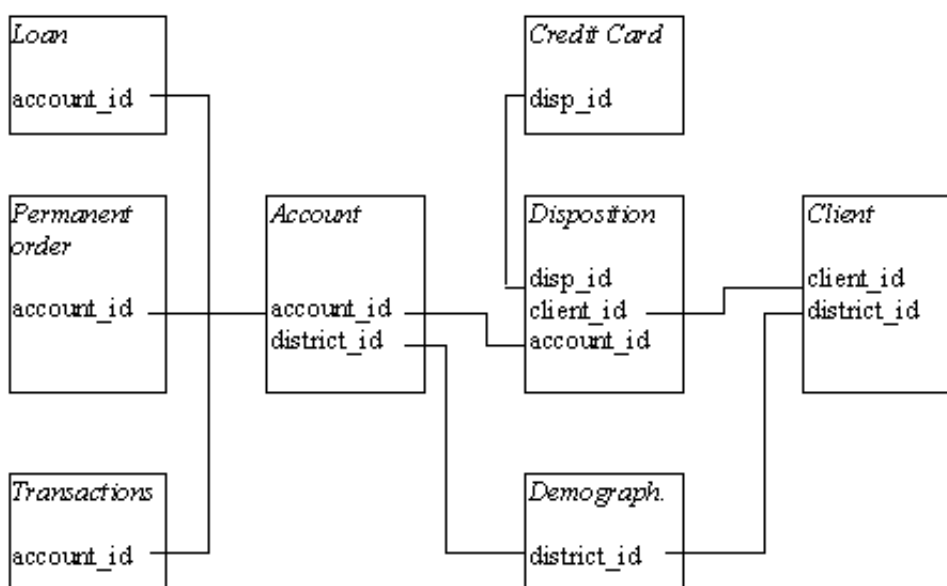 Loan
account_id
Credit Card
disp_id
Permanent
order
account_id
Account
account_id
district_id
Disposition
disp_id
client_id
account_id
Client
client_id
district_id
Transactions
account_id
Demograph.
district_id